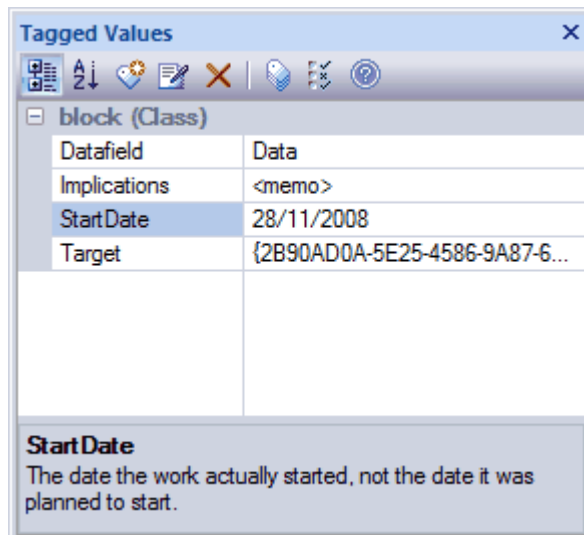 Tagged Values
block (Class)
Datafield Data
Implications <memo>
StartDate 28/11/2008
Target {2B90AD0A-5E25-4586-9A87-6...
StartDate
The date the work actually started, not the date it was
planned to start.